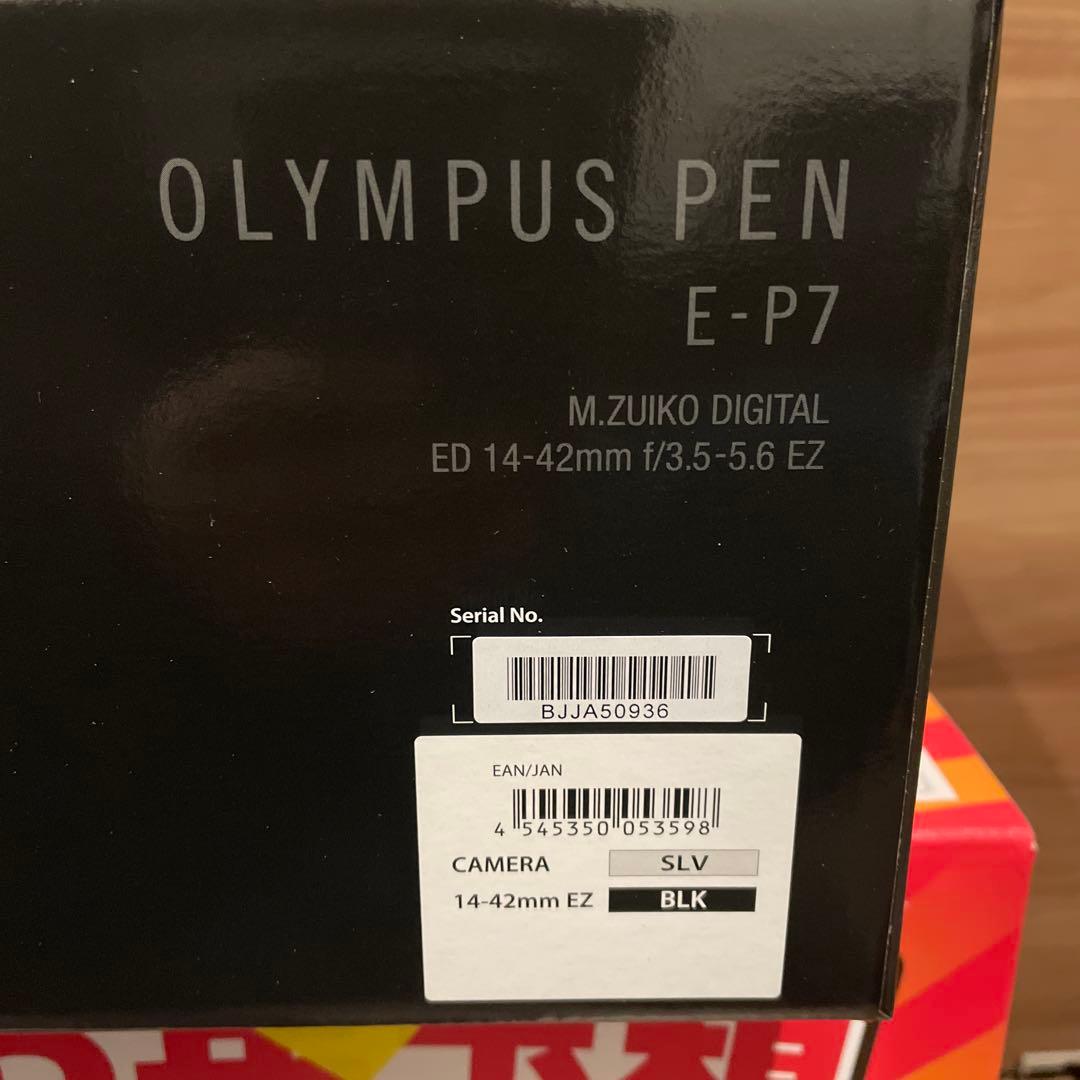 OLYMPUS PEN
E-P7
M.ZUIKO DIGITAL
ED 14-42mm f/3.5-5.6 EZ
Serial No.
BJJA50936
EAN/JAN
4 545350 053598
CAMERA SLV
14-42mm EZ BLK